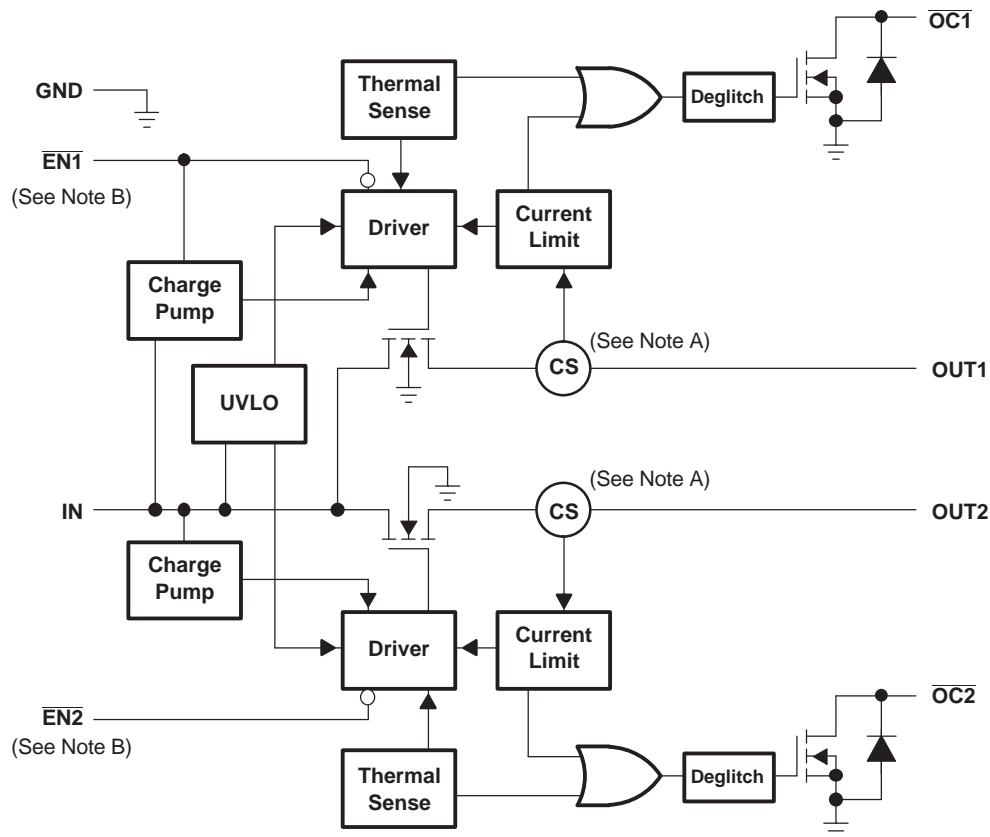 OC1
Thermal
Sense
Deglitch
GND
EN1
(See Note B)
Driver
Current
Limit
Charge
Pump
(See Note A)
CS
OUT1
UVLO
(See Note A)
IN
CS
OUT2
Charge
Pump
Driver
Current
Limit
OC2
EN2
(See Note B)
Thermal
Sense
Deglitch